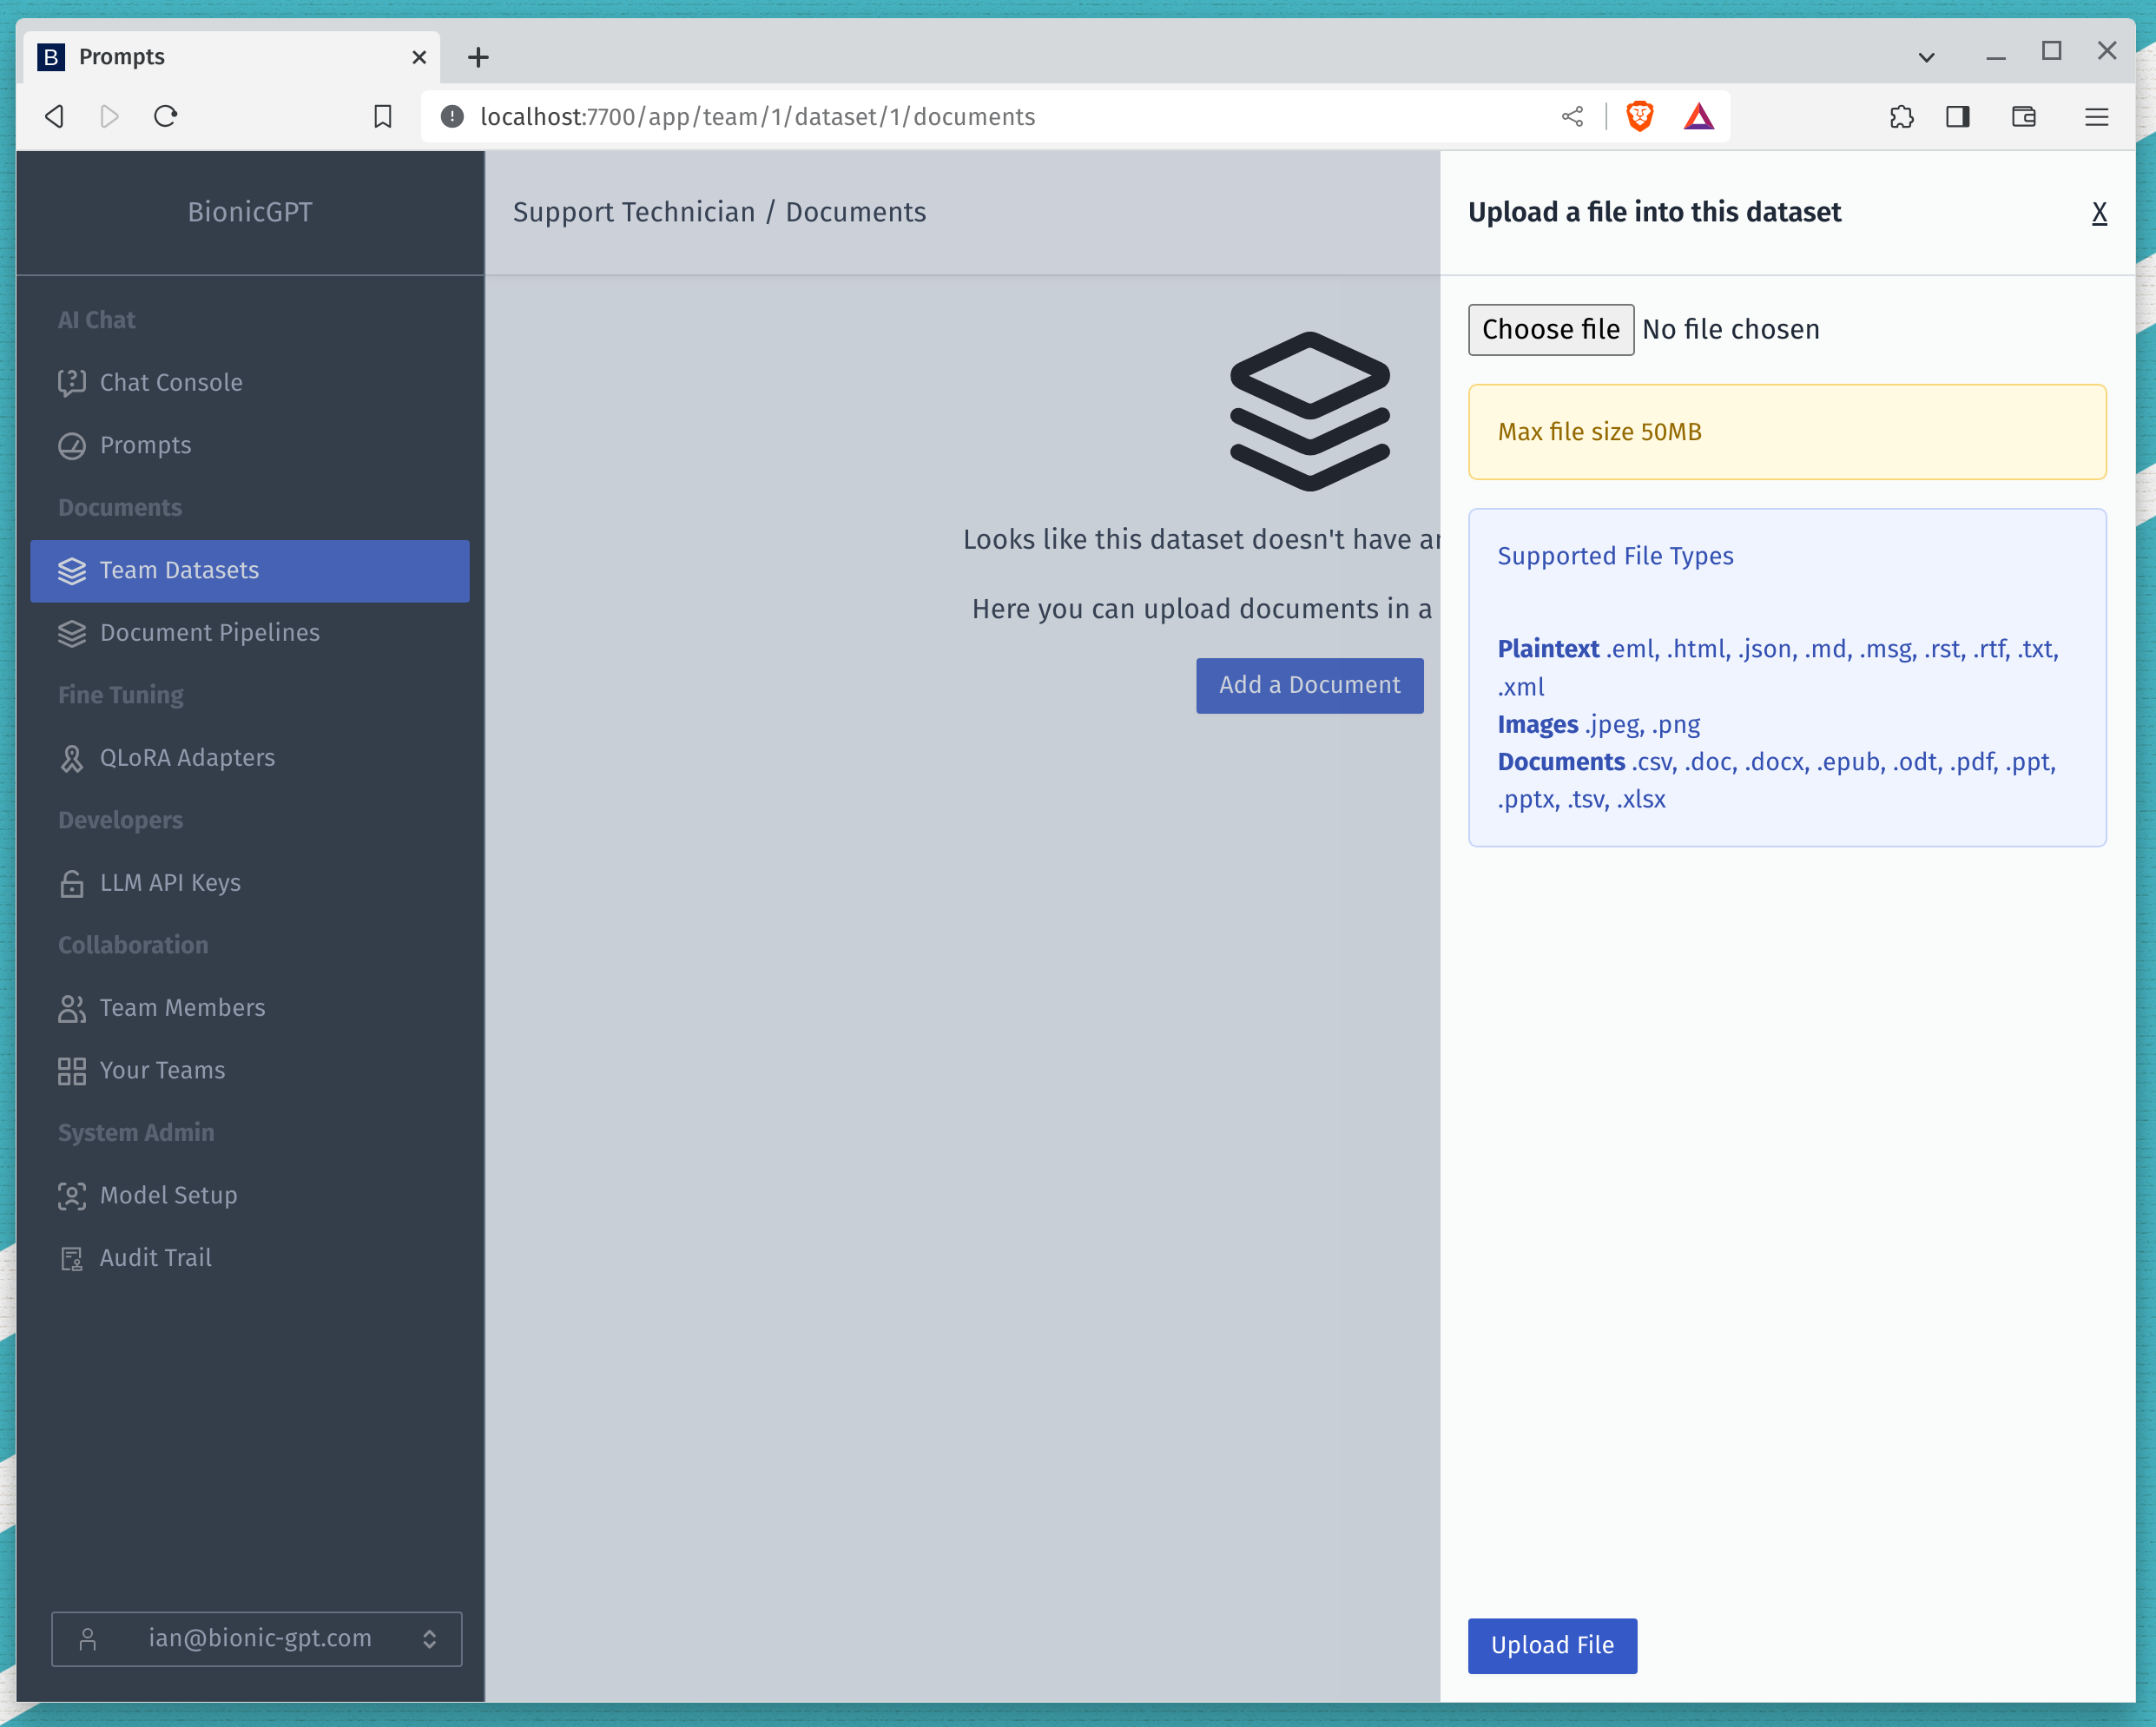 B Prompts
localhost:7700/app/team/1/dataset/1/documents
BionicGPT
AI Chat
Chat Console
Prompts
Documents
Team Datasets
Document Pipelines
Fine Tuning
QLoRA Adapters
Developers
LLM API Keys
Collaboration
Team Members
Your Teams
System Admin
Model Setup
Audit Trail
ian@bionic-gpt.com
Support Technician / Documents
Looks like this dataset doesn't have
Here you can upload documents in a
Add a Document
Upload a file into this dataset X
Choose file No file chosen
Max file size 50MB
Supported File Types
Plaintext .eml, .html, .json, .md, .msg, .rst, .rtf, .txt,
.xml
Images .jpeg, .png
Documents .csv, .doc, .docx, .epub, .odt, .pdf, .ppt,
.pptx, .tsv, .xlsx
Upload File